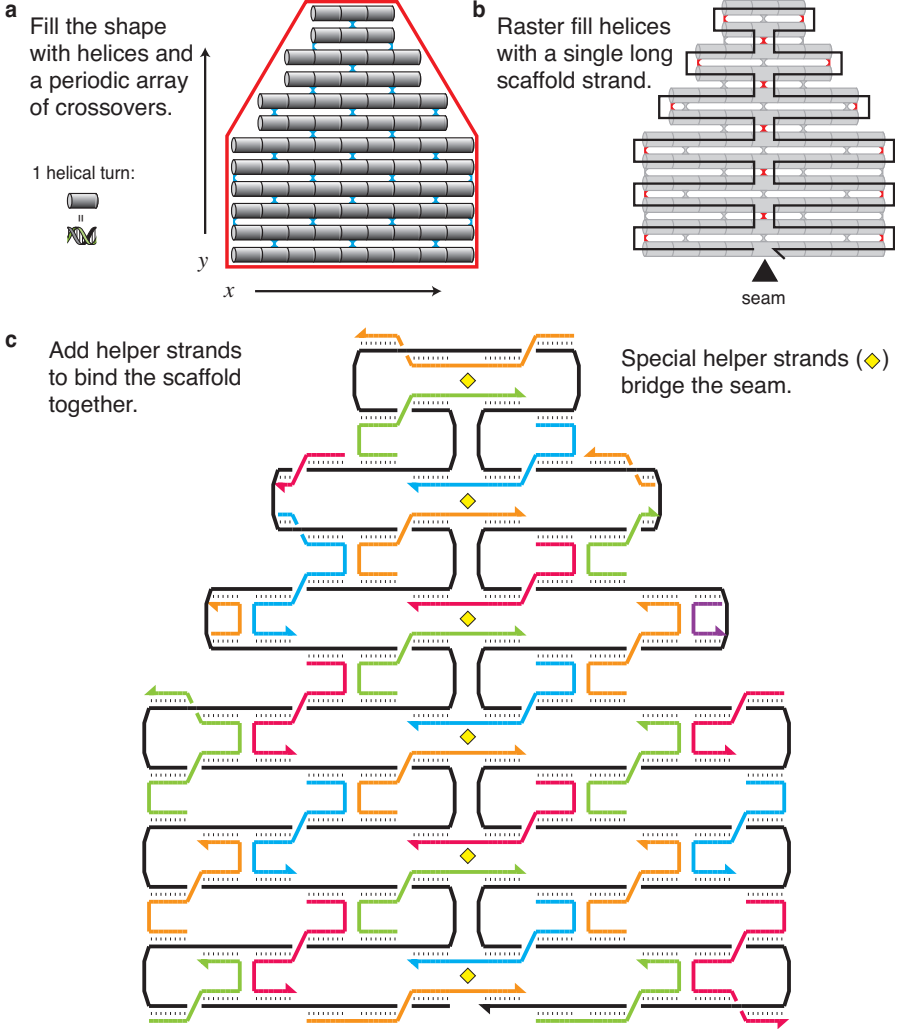 a
Fill the shape
with helices and
a periodic array
of crossovers.
1 helical turn:
=
y
x
b
Raster fill helices
with a single long
scaffold strand.
seam
c
Add helper strands
to bind the scaffold
together.
Special helper strands ( )
bridge the seam.